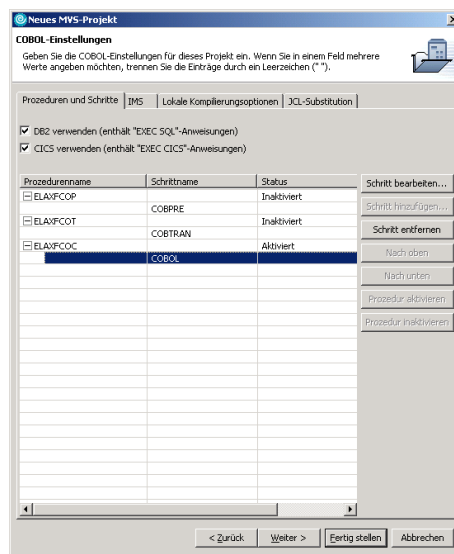 Neues MVS-Projekt
COBOL-Einstellungen
Geben Sie die COBOL-Einstellungen für dieses Projekt ein. Wenn Sie in einem Feld mehrere
Werte angeben möchten, trennen Sie die Einträge durch ein Leerzeichen (" ").
Prozeduren und Schritte IMS Lokale Kompilierungsoptionen JCL-Substitution
DB2 verwenden (enthält "EXEC SQL"-Anweisungen)
CICS verwenden (enthält "EXEC CICS"-Anweisungen)
Prozedurenname Schrittname Status Schritt bearbeiten...
ELAXFCOP Inaktiviert
COBPRE Schritt hinzufügen...
ELAXFCOT Inaktiviert
COBTRAN Schritt entfernen
ELAXFCOC Aktiviert
COBOL Nach oben
Nach unten
Prozedur aktivieren
Prozedur inaktivieren
< Zurück Weiter > Fertig stellen Abbrechen